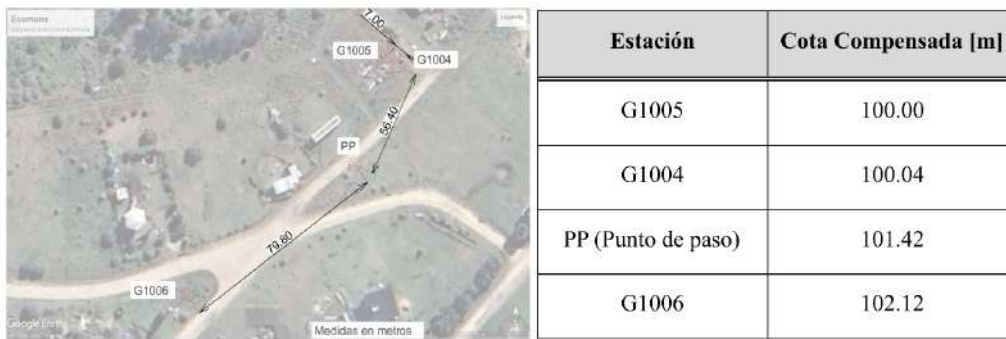 Ecomuna
7.00
G1005
G1004
56.40
PP
79.80
G1006
Google Earth
Medidas en metros
Estación Cota Compensada [m]
G1005 100.00
G1004 100.04
PP (Punto de paso) 101.42
G1006 102.12